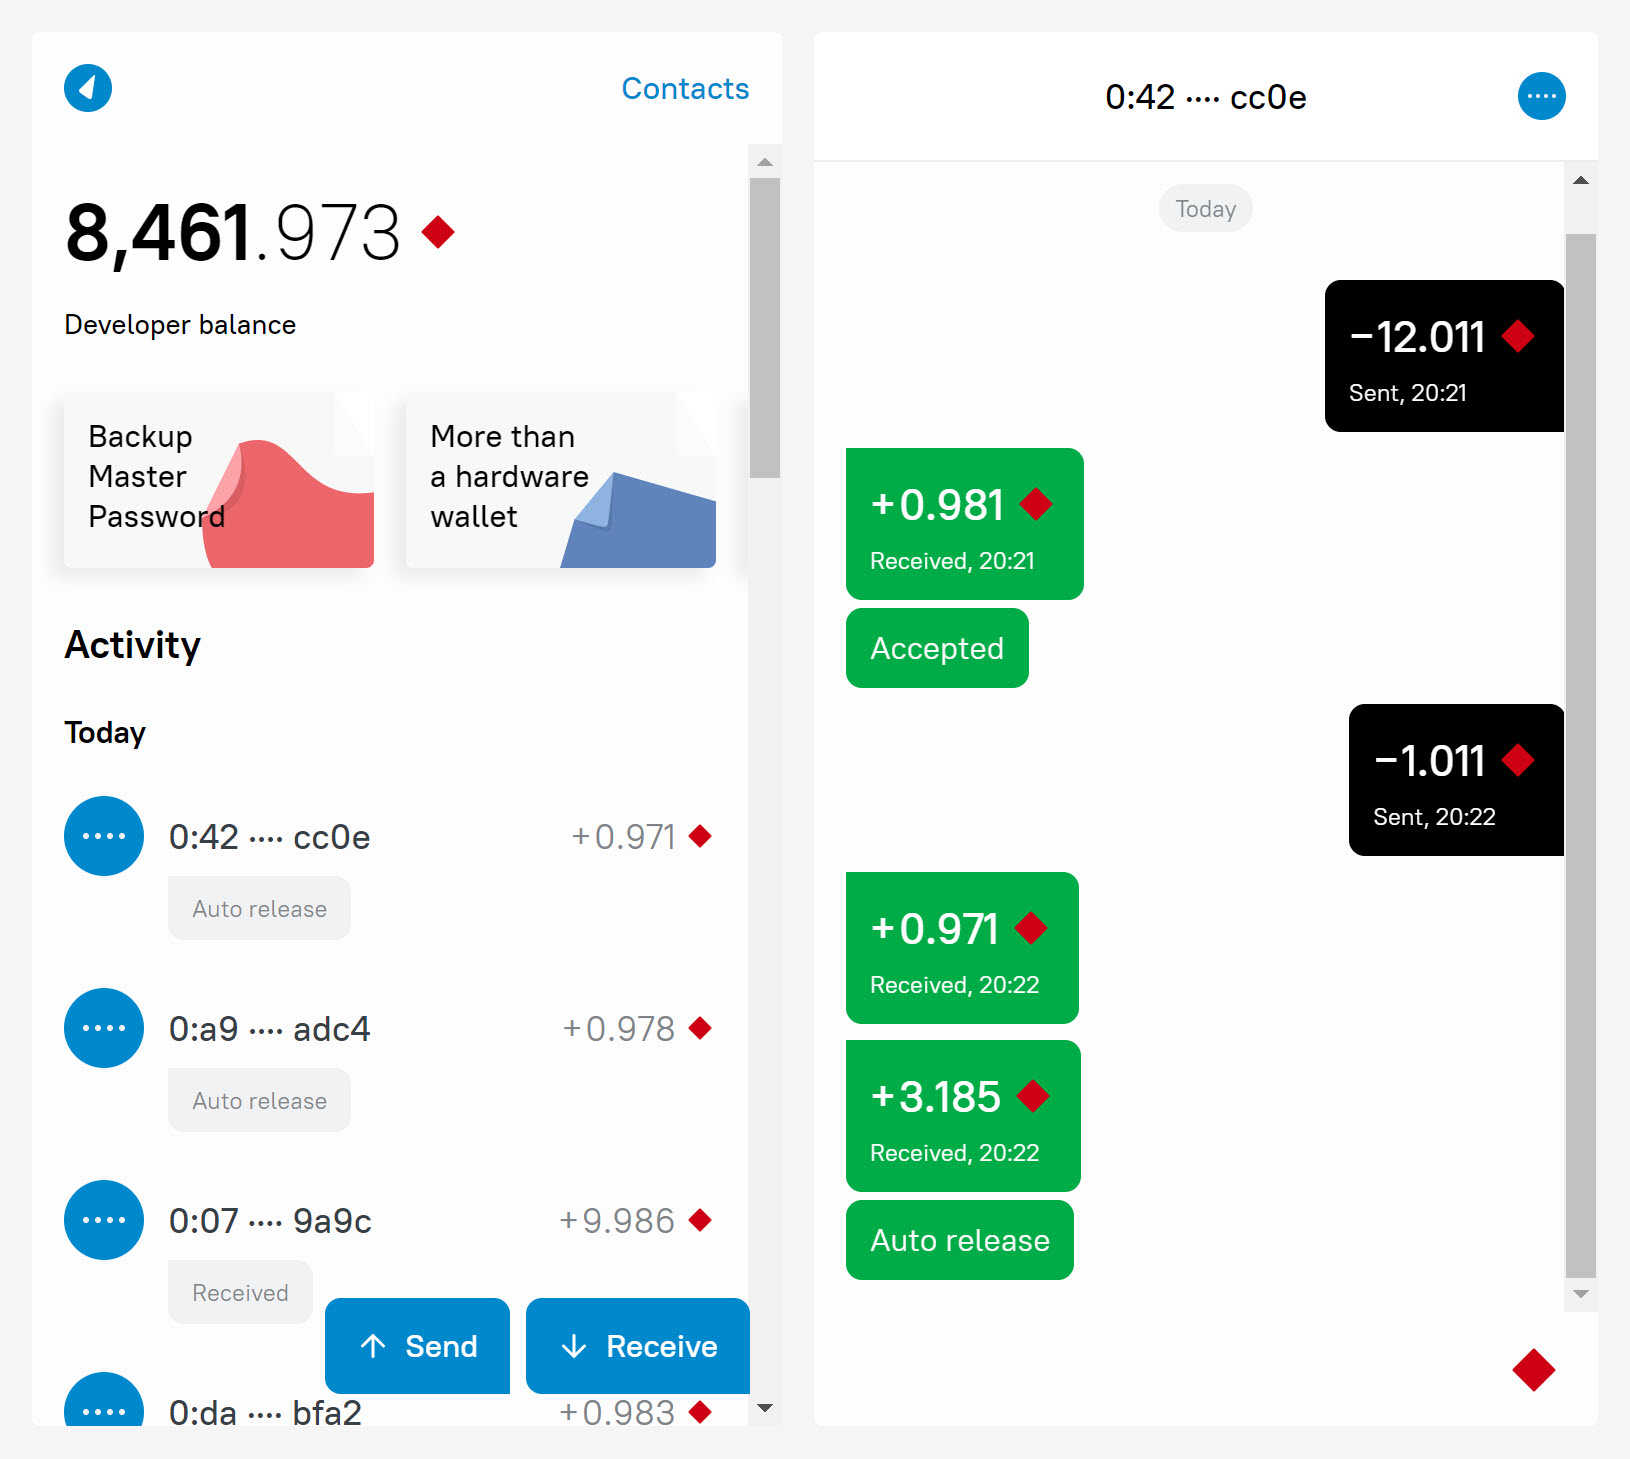 Contacts
8,461.973
Developer balance
Backup
Master
Password
More than
a hardware
wallet
Activity
Today
0:42 ···· cc0e
+0.971
Auto release
0:a9 ···· adc4
+0.978
Auto release
0:07 ···· 9a9c
+9.986
Received
Send
Receive
0:da ···· bfa2
+0.983
0:42 ···· cc0e
Today
−12.011
Sent, 20:21
+0.981
Received, 20:21
Accepted
−1.011
Sent, 20:22
+0.971
Received, 20:22
+3.185
Received, 20:22
Auto release